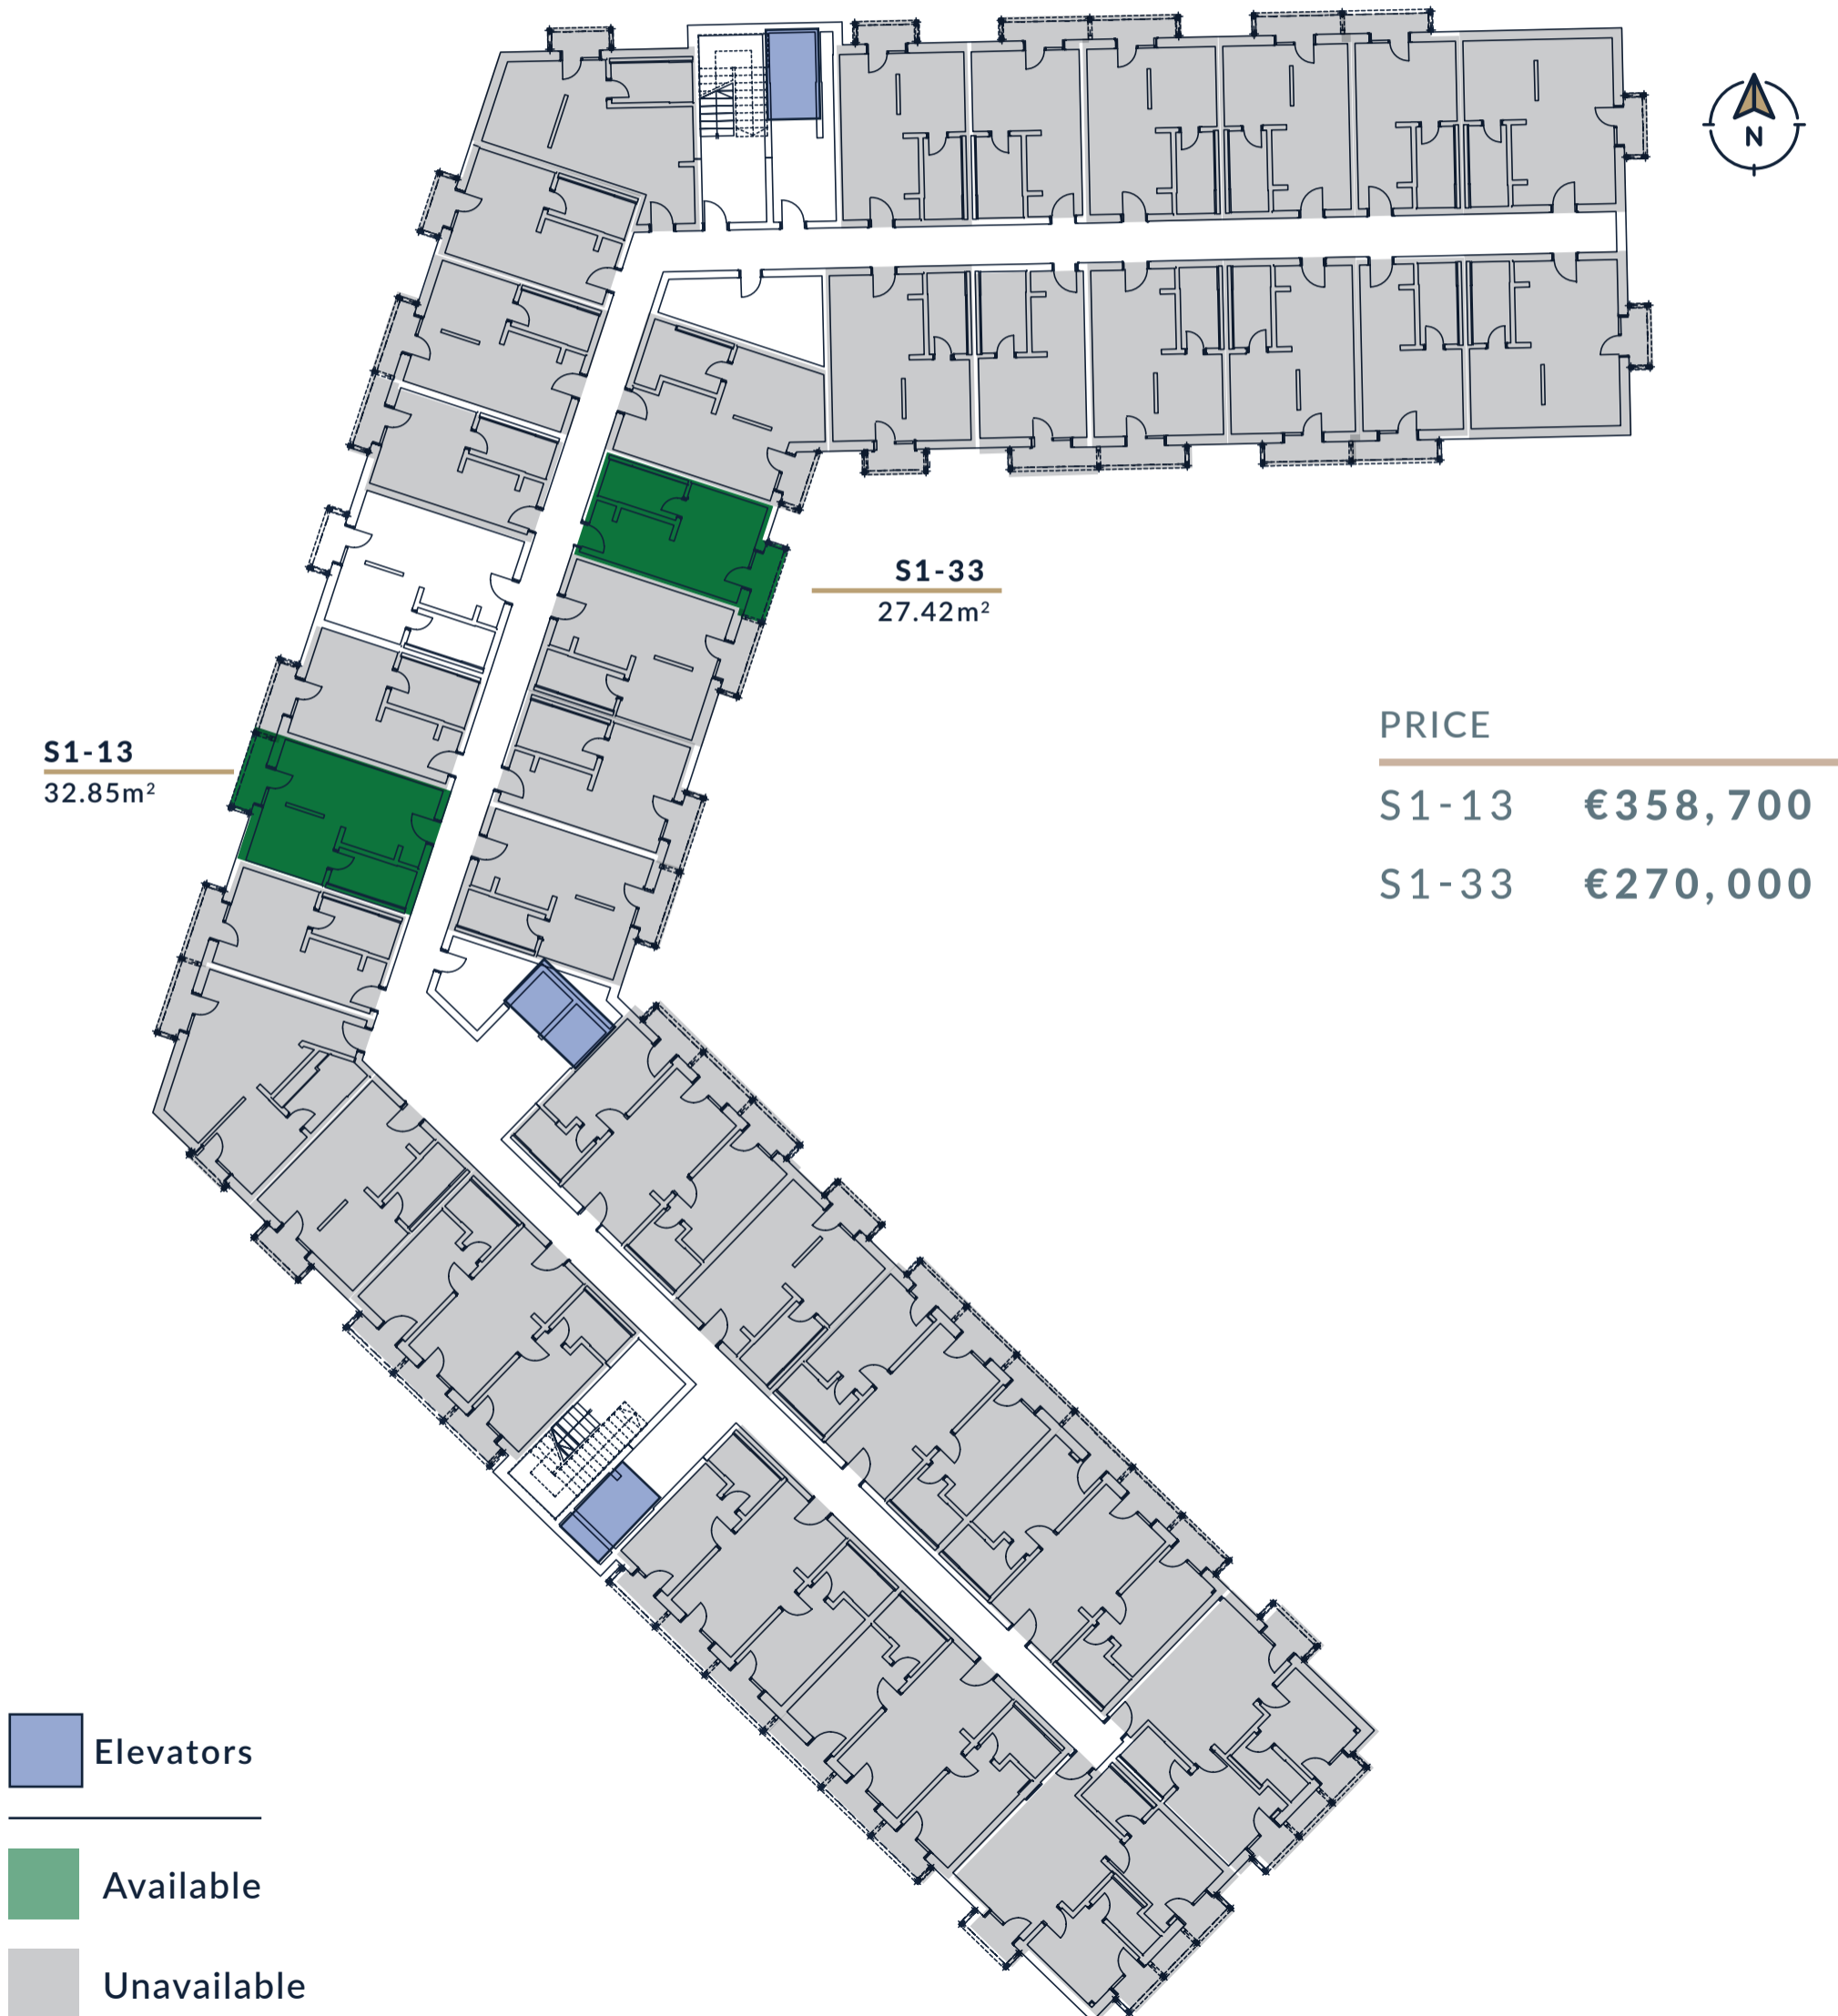 N
S1-33
27.42m²
S1-13
32.85m²
PRICE
S1-13 €358,700
S1-33 €270,000
Elevators
Available
Unavailable